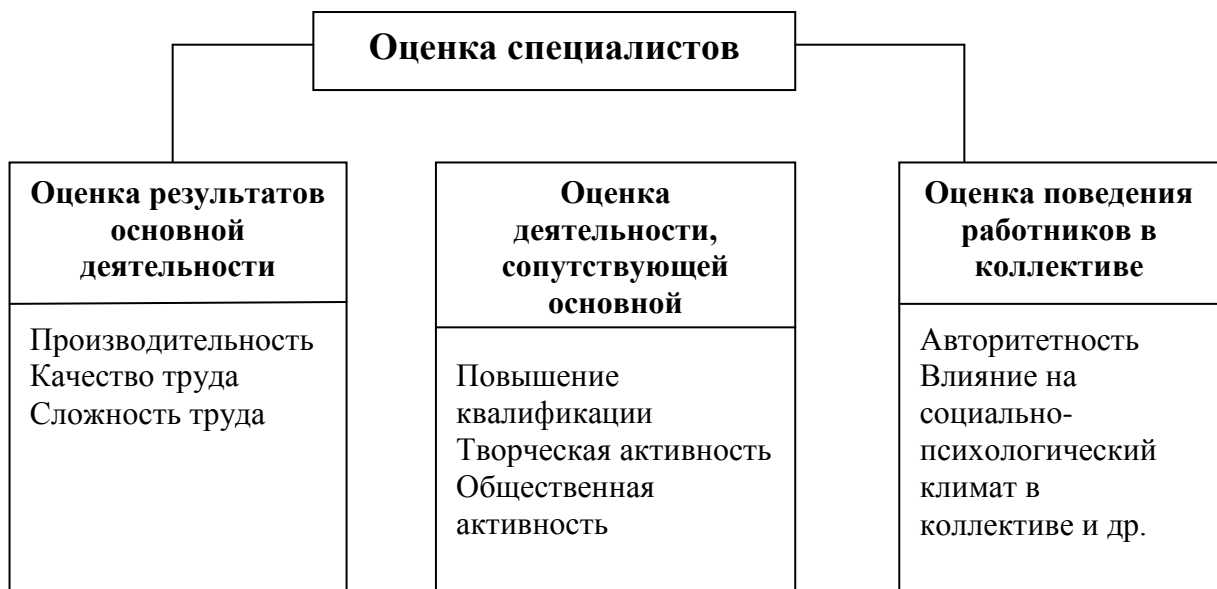 Оценка специалистов
Оценка результатов
основной
деятельности
Производительность
Качество труда
Сложность труда
Оценка
деятельности,
сопутствующей
основной
Повышение
квалификации
Творческая активность
Общественная
активность
Оценка поведения
работников в
коллективе
Авторитетность
Влияние на
социально-
психологический
климат в
коллективе и др.